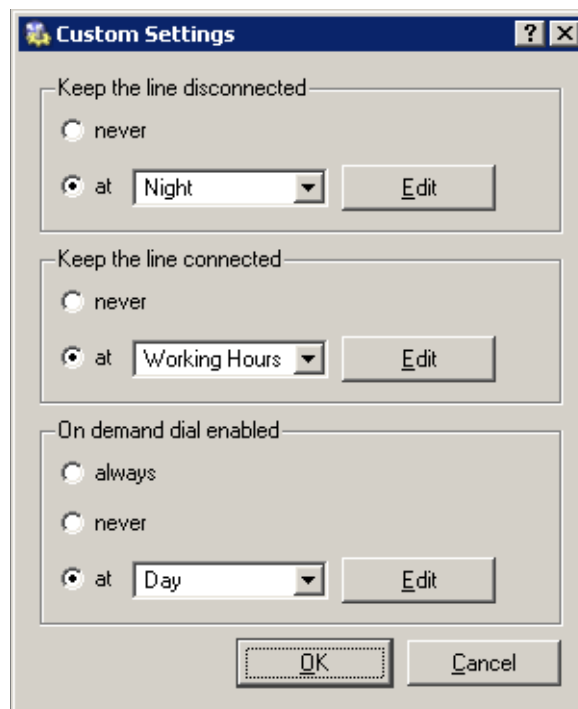 Custom Settings
Keep the line disconnected
never
at Night Edit
Keep the line connected
never
at Working Hours Edit
On demand dial enabled
always
never
at Day Edit
OK Cancel